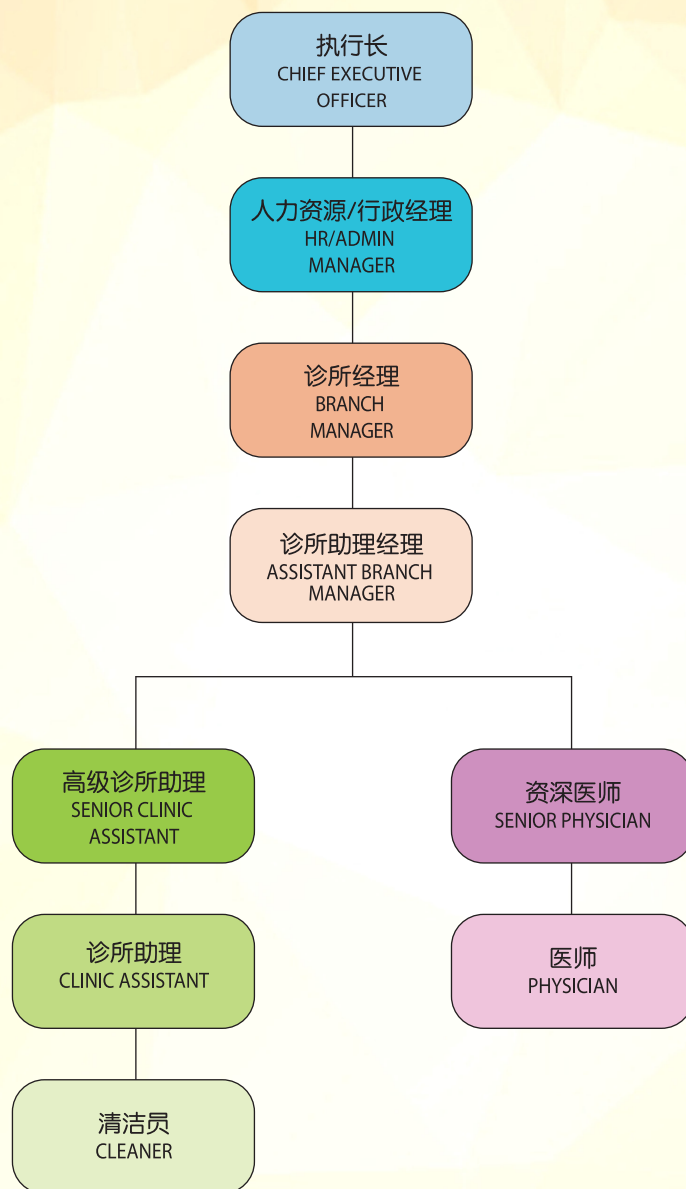 执行长
CHIEF EXECUTIVE
OFFICER
人力资源/行政经理
HR/ADMIN
MANAGER
诊所经理
BRANCH
MANAGER
诊所助理经理
ASSISTANT BRANCH
MANAGER
高级诊所助理
SENIOR CLINIC
ASSISTANT
资深医师
SENIOR PHYSICIAN
诊所助理
CLINIC ASSISTANT
医师
PHYSICIAN
清洁员
CLEANER